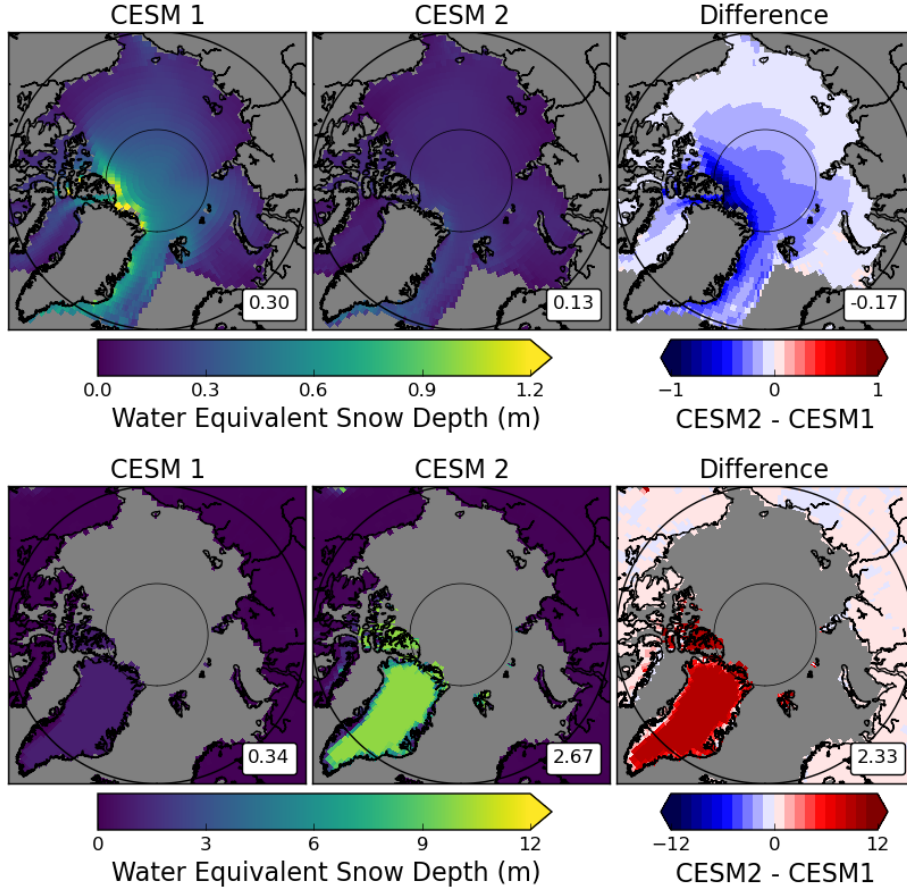 CESM 1 CESM 2 Difference
0.30 0.13 -0.17
0.0 0.3 0.6 0.9 1.2 −1 0 1
Water Equivalent Snow Depth (m) CESM2 - CESM1
CESM 1 CESM 2 Difference
0.34 2.67 2.33
0 3 6 9 12 −12 0 12
Water Equivalent Snow Depth (m) CESM2 - CESM1